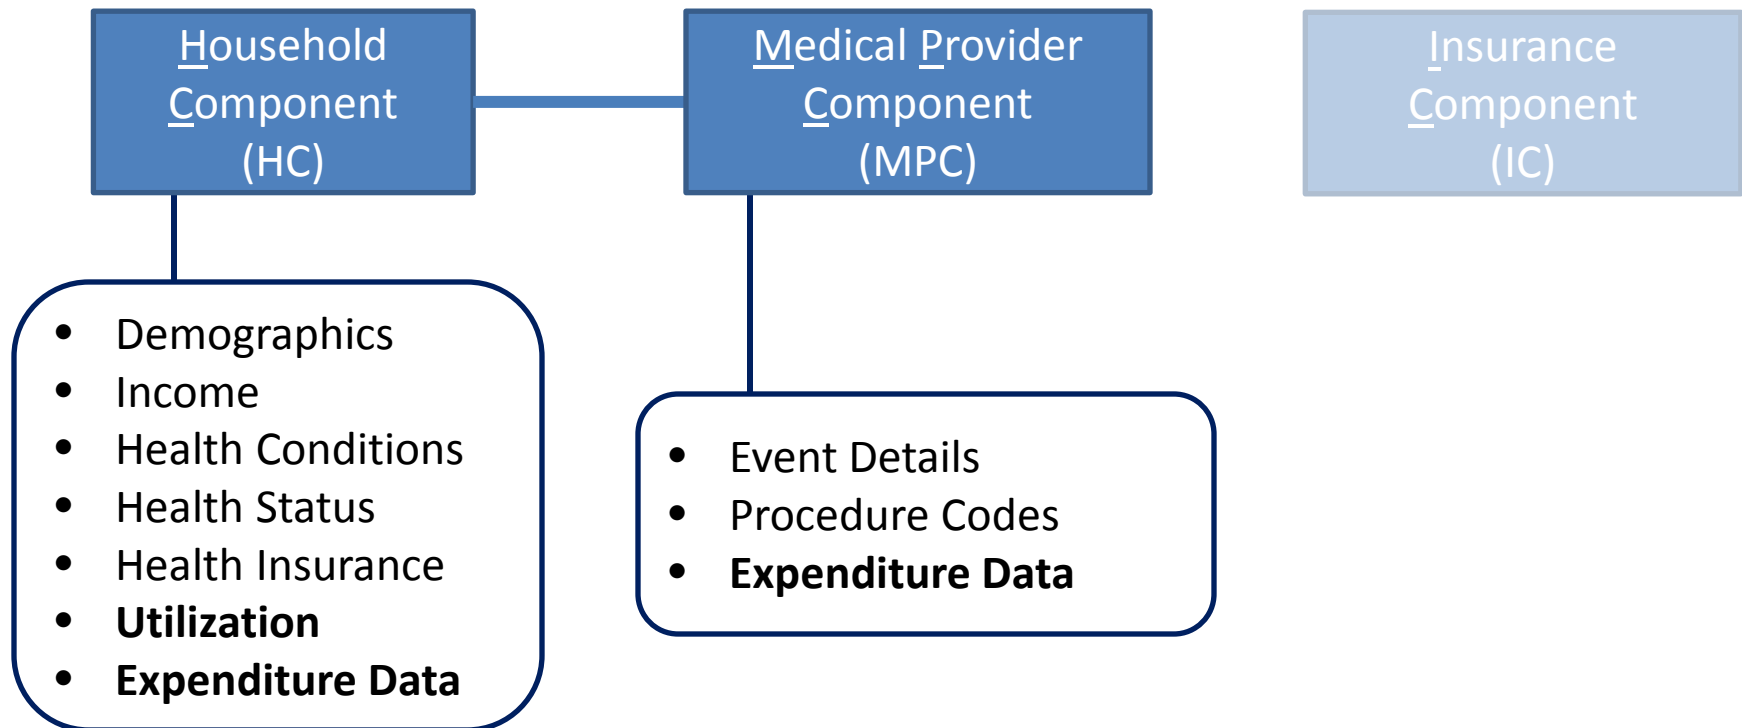 Household
Component
(HC)
Medical Provider
Component
(MPC)
Insurance
Component
(IC)
• Demographics
• Income
• Health Conditions
• Health Status
• Health Insurance
• Utilization
• Expenditure Data
• Event Details
• Procedure Codes
• Expenditure Data